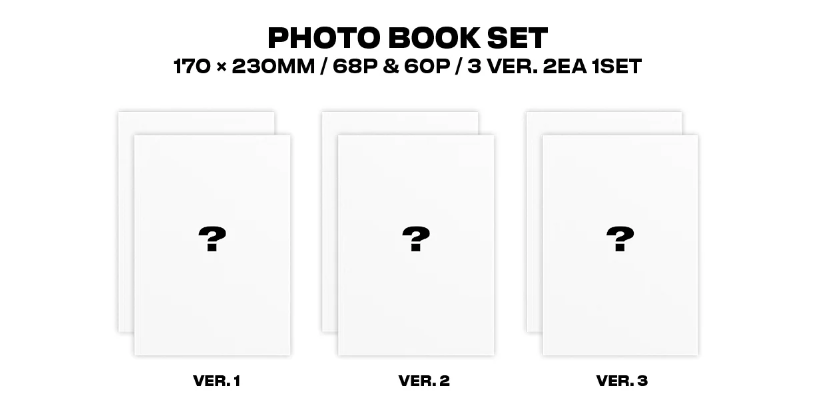 PHOTO BOOK SET
170 × 230MM / 68P & 60P / 3 VER. 2EA 1SET
?
?
?
VER. 1
VER. 2
VER. 3